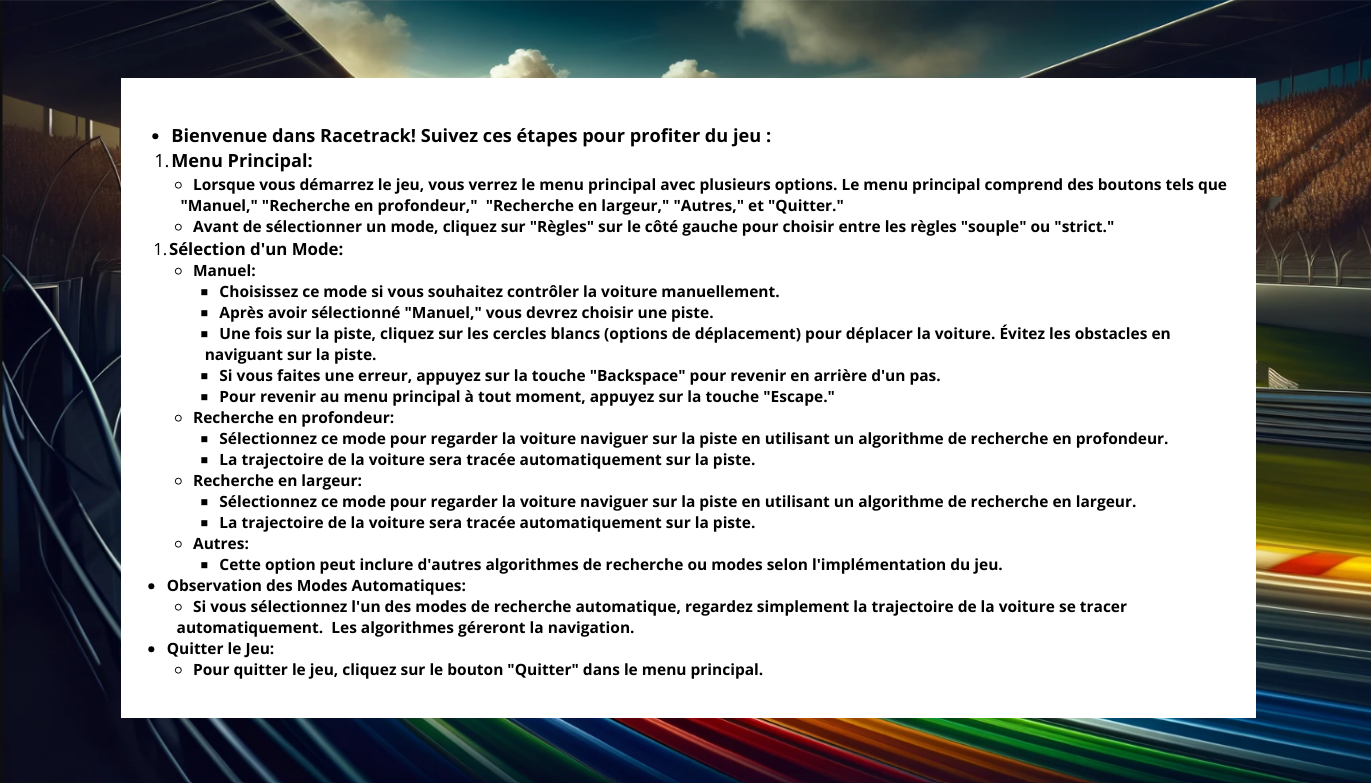 • Bienvenue dans Racetrack! Suivez ces étapes pour profiter du jeu :
1. Menu Principal:
○ Lorsque vous démarrez le jeu, vous verrez le menu principal avec plusieurs options. Le menu principal comprend des boutons tels que
"Manuel," "Recherche en profondeur,"  "Recherche en largeur," "Autres," et "Quitter."
○ Avant de sélectionner un mode, cliquez sur "Règles" sur le côté gauche pour choisir entre les règles "souple" ou "strict."
1. Sélection d'un Mode:
○ Manuel:
▪ Choisissez ce mode si vous souhaitez contrôler la voiture manuellement.
▪ Après avoir sélectionné "Manuel," vous devrez choisir une piste.
▪ Une fois sur la piste, cliquez sur les cercles blancs (options de déplacement) pour déplacer la voiture. Évitez les obstacles en
naviguant sur la piste.
▪ Si vous faites une erreur, appuyez sur la touche "Backspace" pour revenir en arrière d'un pas.
▪ Pour revenir au menu principal à tout moment, appuyez sur la touche "Escape."
○ Recherche en profondeur:
▪ Sélectionnez ce mode pour regarder la voiture naviguer sur la piste en utilisant un algorithme de recherche en profondeur.
▪ La trajectoire de la voiture sera tracée automatiquement sur la piste.
○ Recherche en largeur:
▪ Sélectionnez ce mode pour regarder la voiture naviguer sur la piste en utilisant un algorithme de recherche en largeur.
▪ La trajectoire de la voiture sera tracée automatiquement sur la piste.
○ Autres:
▪ Cette option peut inclure d'autres algorithmes de recherche ou modes selon l'implémentation du jeu.
• Observation des Modes Automatiques:
○ Si vous sélectionnez l'un des modes de recherche automatique, regardez simplement la trajectoire de la voiture se tracer
automatiquement.  Les algorithmes géreront la navigation.
• Quitter le Jeu:
○ Pour quitter le jeu, cliquez sur le bouton "Quitter" dans le menu principal.